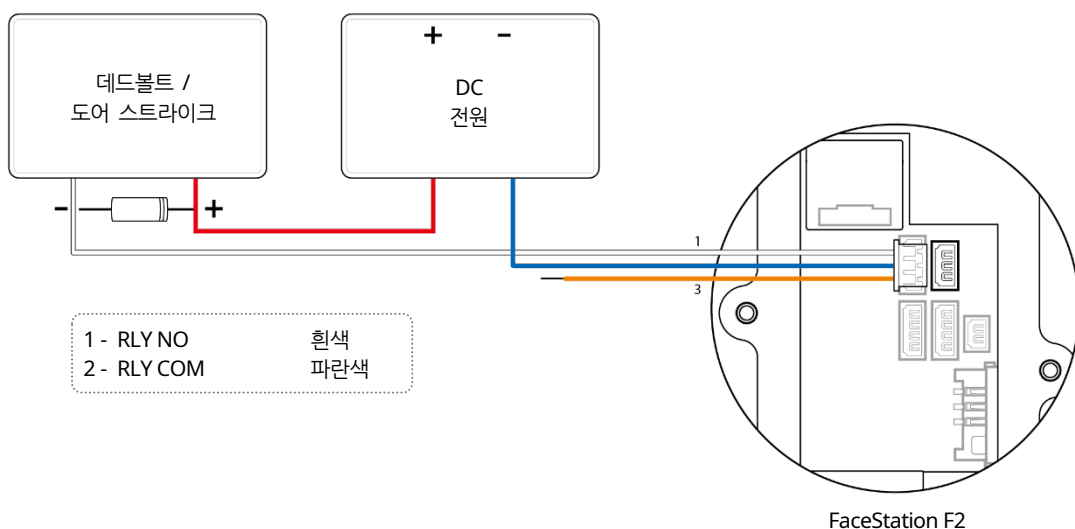 데드볼트 /
도어 스트라이크
+ -
DC
전원
- +
1
3
1 - RLY NO 흰색
2 - RLY COM 파란색
FaceStation F2